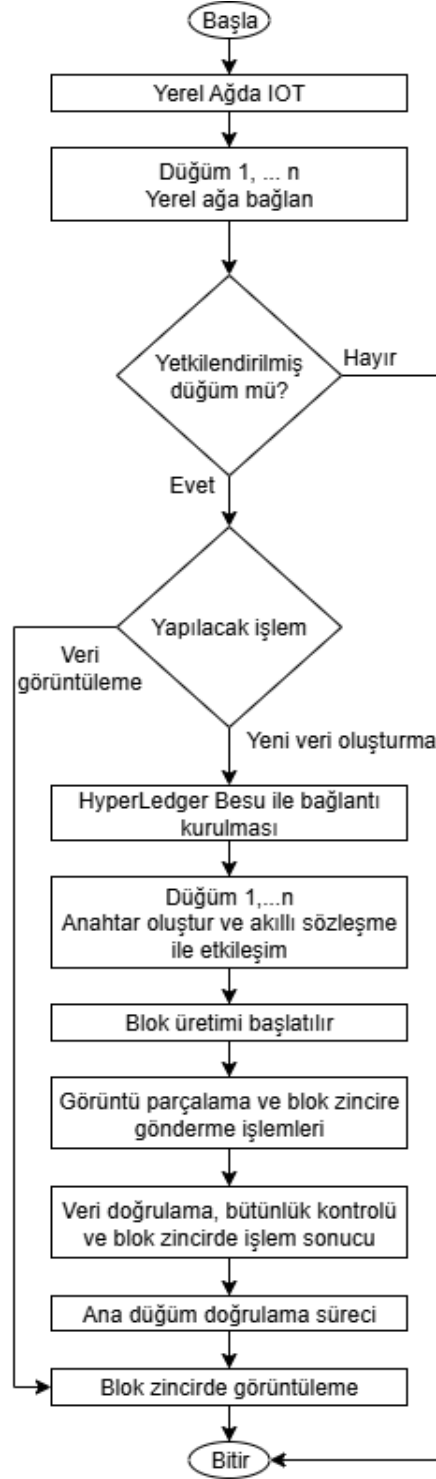 Başla
Yerel Ağda IOT
Düğüm 1, ... n
Yerel ağa bağlan
Yetkilendirilmiş
düğüm mü?
Hayır
Evet
Yapılacak işlem
Veri
görüntüleme
Yeni veri oluşturma
HyperLedger Besu ile bağlantı
kurulması
Düğüm 1,...n
Anahtar oluştur ve akıllı sözleşme
ile etkileşim
Blok üretimi başlatılır
Görüntü parçalama ve blok zincire
gönderme işlemleri
Veri doğrulama, bütünlük kontrolü
ve blok zincirde işlem sonucu
Ana düğüm doğrulama süreci
Blok zincirde görüntüleme
Bitir